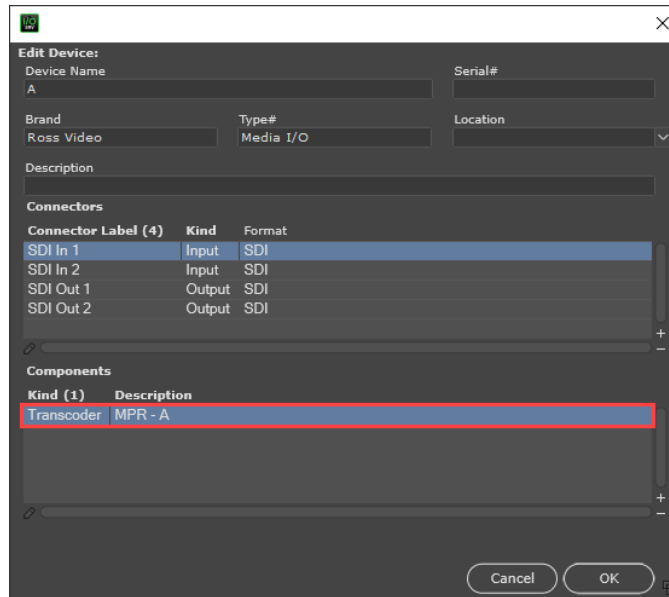 I/O
Edit Device:
Device Name Serial#
A
Brand Type# Location
Ross Video Media I/O
Description
Connectors
Connector Label (4) Kind Format
SDI In 1 Input SDI
SDI In 2 Input SDI
SDI Out 1 Output SDI
SDI Out 2 Output SDI
Components
Kind (1) Description
Transcoder MPR - A
Cancel OK